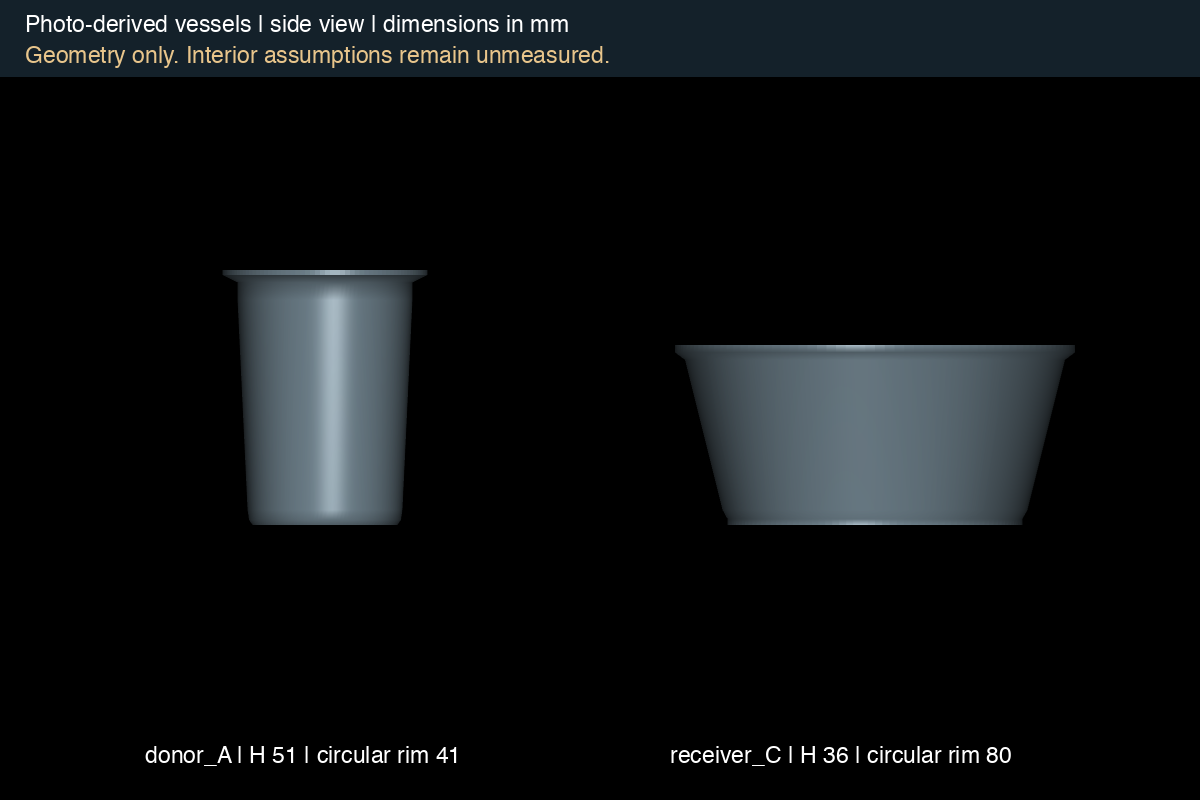 Photo-derived vessels | side view | dimensions in mm
Geometry only. Interior assumptions remain unmeasured.
donor_A | H 51 | circular rim 41
receiver_C | H 36 | circular rim 80